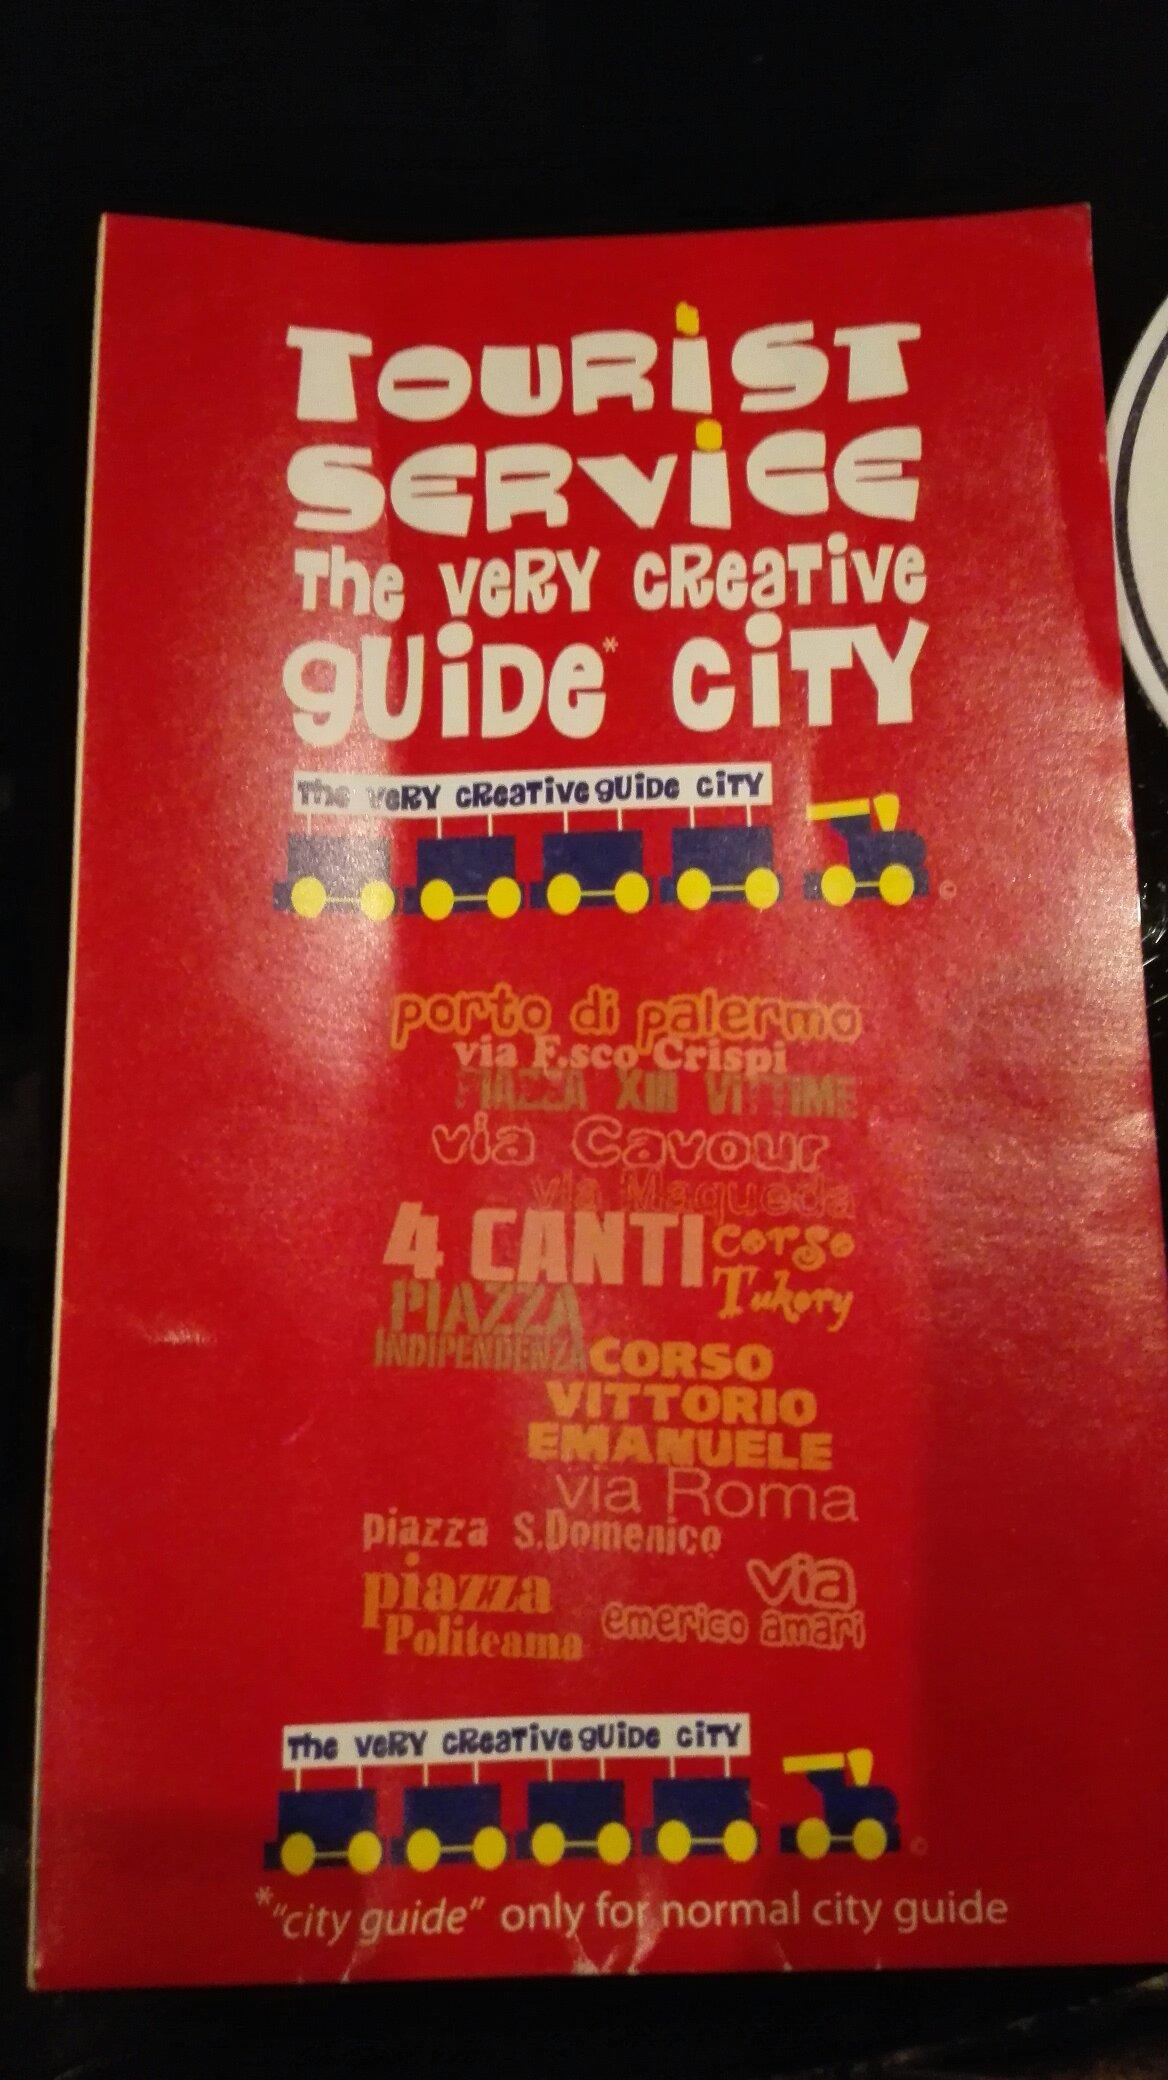 TOURiST
SERViCE
The veRY CReaTive
gUiDe* CiTY
The veRY CReaTive gUiDe CiTY
©
porto di palermo
via F.sco Crispi
PIAZZA XIII VITTIME
via Cavour
via Maqueda
4 CANTI
corso
Tukory
PIAZZA
INDIPENDENZA
CORSO
VITTORIO
EMANUELE
via Roma
piazza S.Domenico
piazza
Politeama
via
emerico amari
The veRY CReaTive gUiDe CiTY
©
*"city guide" only for normal city guide